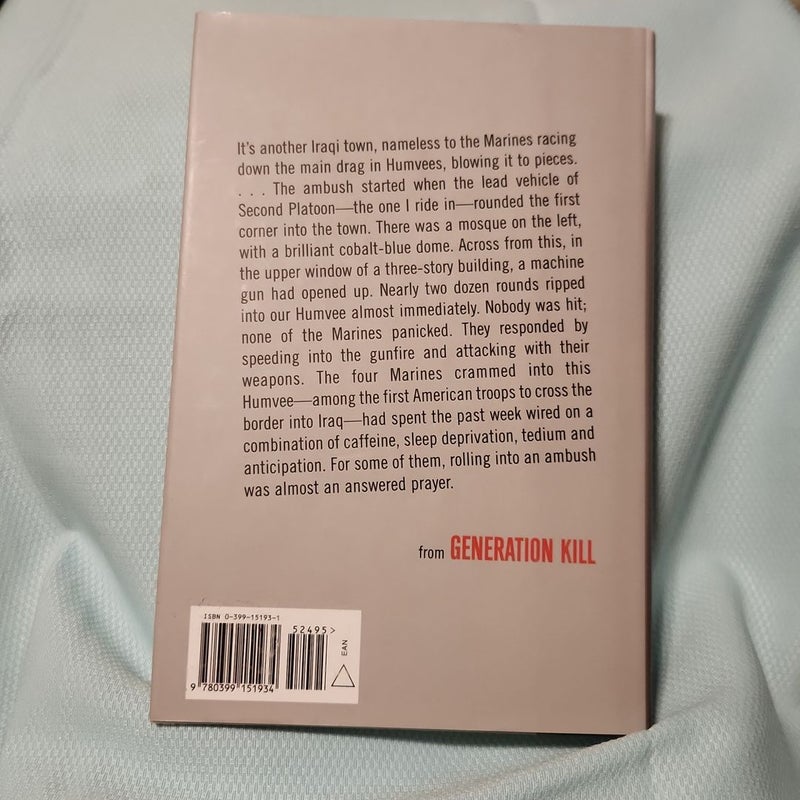 It's another Iraqi town, nameless to the Marines racing
down the main drag in Humvees, blowing it to pieces.
. . . The ambush started when the lead vehicle of
Second Platoon—the one I ride in—rounded the first
corner into the town. There was a mosque on the left,
with a brilliant cobalt-blue dome. Across from this, in
the upper window of a three-story building, a machine
gun had opened up. Nearly two dozen rounds ripped
into our Humvee almost immediately. Nobody was hit;
none of the Marines panicked. They responded by
speeding into the gunfire and attacking with their
weapons. The four Marines crammed into this
Humvee—among the first American troops to cross the
border into Iraq—had spent the past week wired on a
combination of caffeine, sleep deprivation, tedium and
anticipation. For some of them, rolling into an ambush
was almost an answered prayer.
from GENERATION KILL
ISBN 0-399-15193-1
52495>
EAN
9 780399 151934